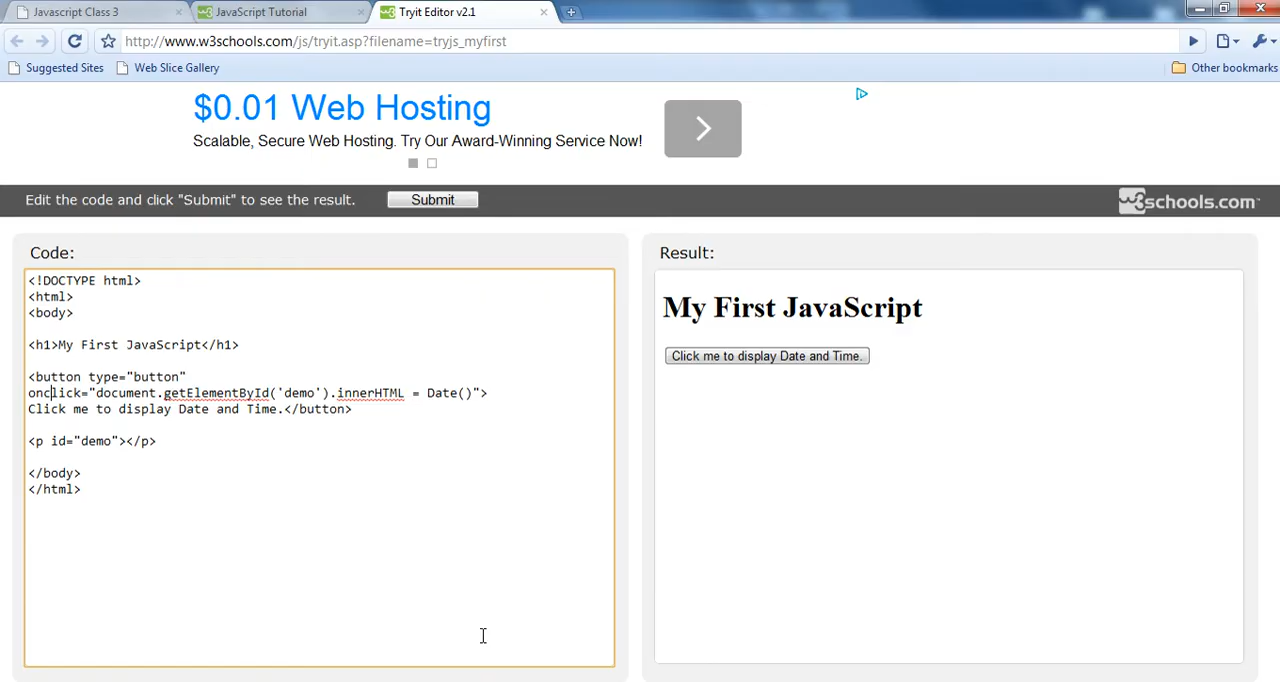 Javascript Class 3
JavaScript Tutorial
Tryit Editor v2.1
http://www.w3schools.com/js/tryit.asp?filename=tryjs_myfirst
Suggested Sites
Web Slice Gallery
Other bookmarks
$0.01 Web Hosting
Scalable, Secure Web Hosting. Try Our Award-Winning Service Now!
Edit the code and click "Submit" to see the result.
Submit
w3schools.com
Code:
<!DOCTYPE html>
<html>
<body>
<h1>My First JavaScript</h1>
<button type="button"
onclick="document.getElementById('demo').innerHTML = Date()">
Click me to display Date and Time.</button>
<p id="demo"></p>
</body>
</html>
Result:
My First JavaScript
Click me to display Date and Time.